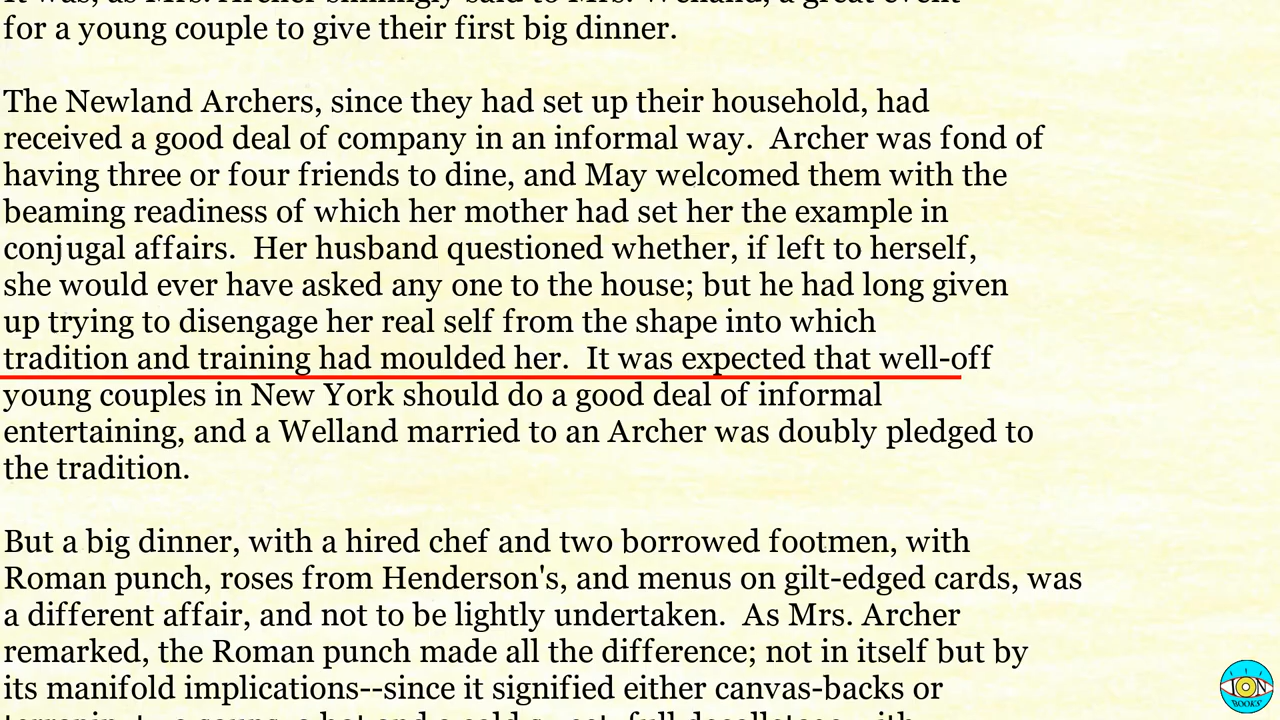 for a young couple to give their first big dinner.
The Newland Archers, since they had set up their household, had
received a good deal of company in an informal way.  Archer was fond of
having three or four friends to dine, and May welcomed them with the
beaming readiness of which her mother had set her the example in
conjugal affairs.  Her husband questioned whether, if left to herself,
she would ever have asked any one to the house; but he had long given
up trying to disengage her real self from the shape into which
tradition and training had moulded her.  It was expected that well-off
young couples in New York should do a good deal of informal
entertaining, and a Welland married to an Archer was doubly pledged to
the tradition.
But a big dinner, with a hired chef and two borrowed footmen, with
Roman punch, roses from Henderson's, and menus on gilt-edged cards, was
a different affair, and not to be lightly undertaken.  As Mrs. Archer
remarked, the Roman punch made all the difference; not in itself but by
its manifold implications--since it signified either canvas-backs or
ION
BOOKS